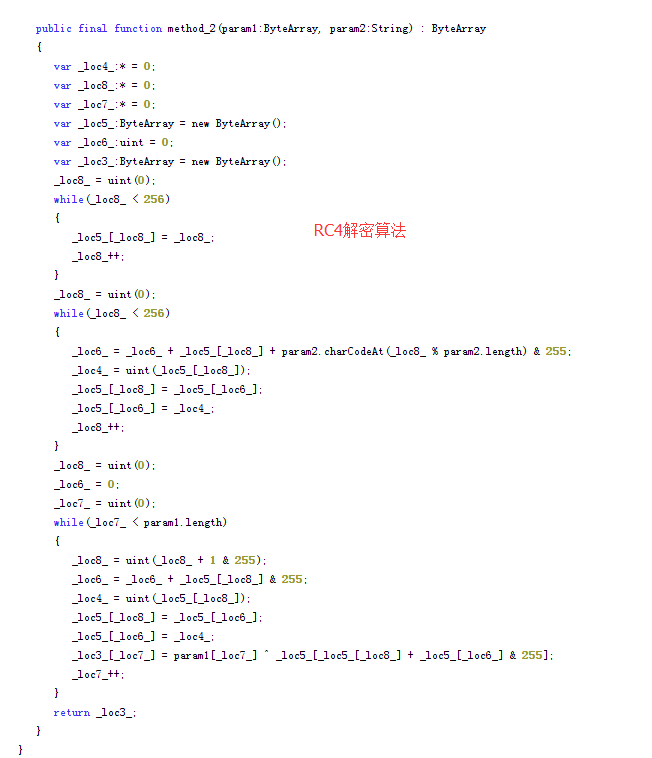 public final function method_2(param1:ByteArray, param2:String) : ByteArray
{
var _loc4_:* = 0;
var _loc8_:* = 0;
var _loc7_:* = 0;
var _loc5_:ByteArray = new ByteArray();
var _loc6_:uint = 0;
var _loc3_:ByteArray = new ByteArray();
_loc8_ = uint(0);
while(_loc8_ < 256)
{
_loc5_[_loc8_] = _loc8_;
RC4解密算法
_loc8_++;
}
_loc8_ = uint(0);
while(_loc8_ < 256)
{
_loc6_ = _loc6_ + _loc5_[_loc8_] + param2.charCodeAt(_loc8_ % param2.length) & 255;
_loc4_ = uint(_loc5_[_loc8_]);
_loc5_[_loc8_] = _loc5_[_loc6_];
_loc5_[_loc6_] = _loc4_;
_loc8_++;
}
_loc8_ = uint(0);
_loc6_ = 0;
_loc7_ = uint(0);
while(_loc7_ < param1.length)
{
_loc8_ = uint(_loc8_ + 1 & 255);
_loc6_ = _loc6_ + _loc5_[_loc8_] & 255;
_loc4_ = uint(_loc5_[_loc8_]);
_loc5_[_loc8_] = _loc5_[_loc6_];
_loc5_[_loc6_] = _loc4_;
_loc3_[_loc7_] = param1[_loc7_] ^ _loc5_[_loc5_[_loc8_] + _loc5_[_loc6_] & 255];
_loc7_++;
}
return _loc3_;
}
}